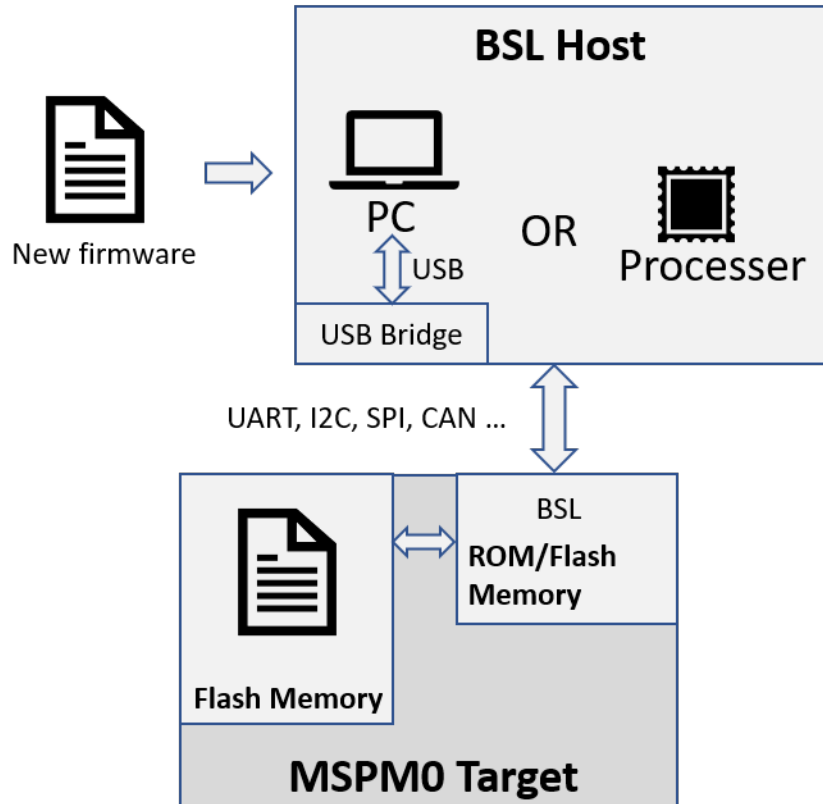 BSL Host
New firmware
PC
OR
Processer
USB
USB Bridge
UART, I2C, SPI, CAN ...
BSL
ROM/Flash
Memory
Flash Memory
MSPM0 Target